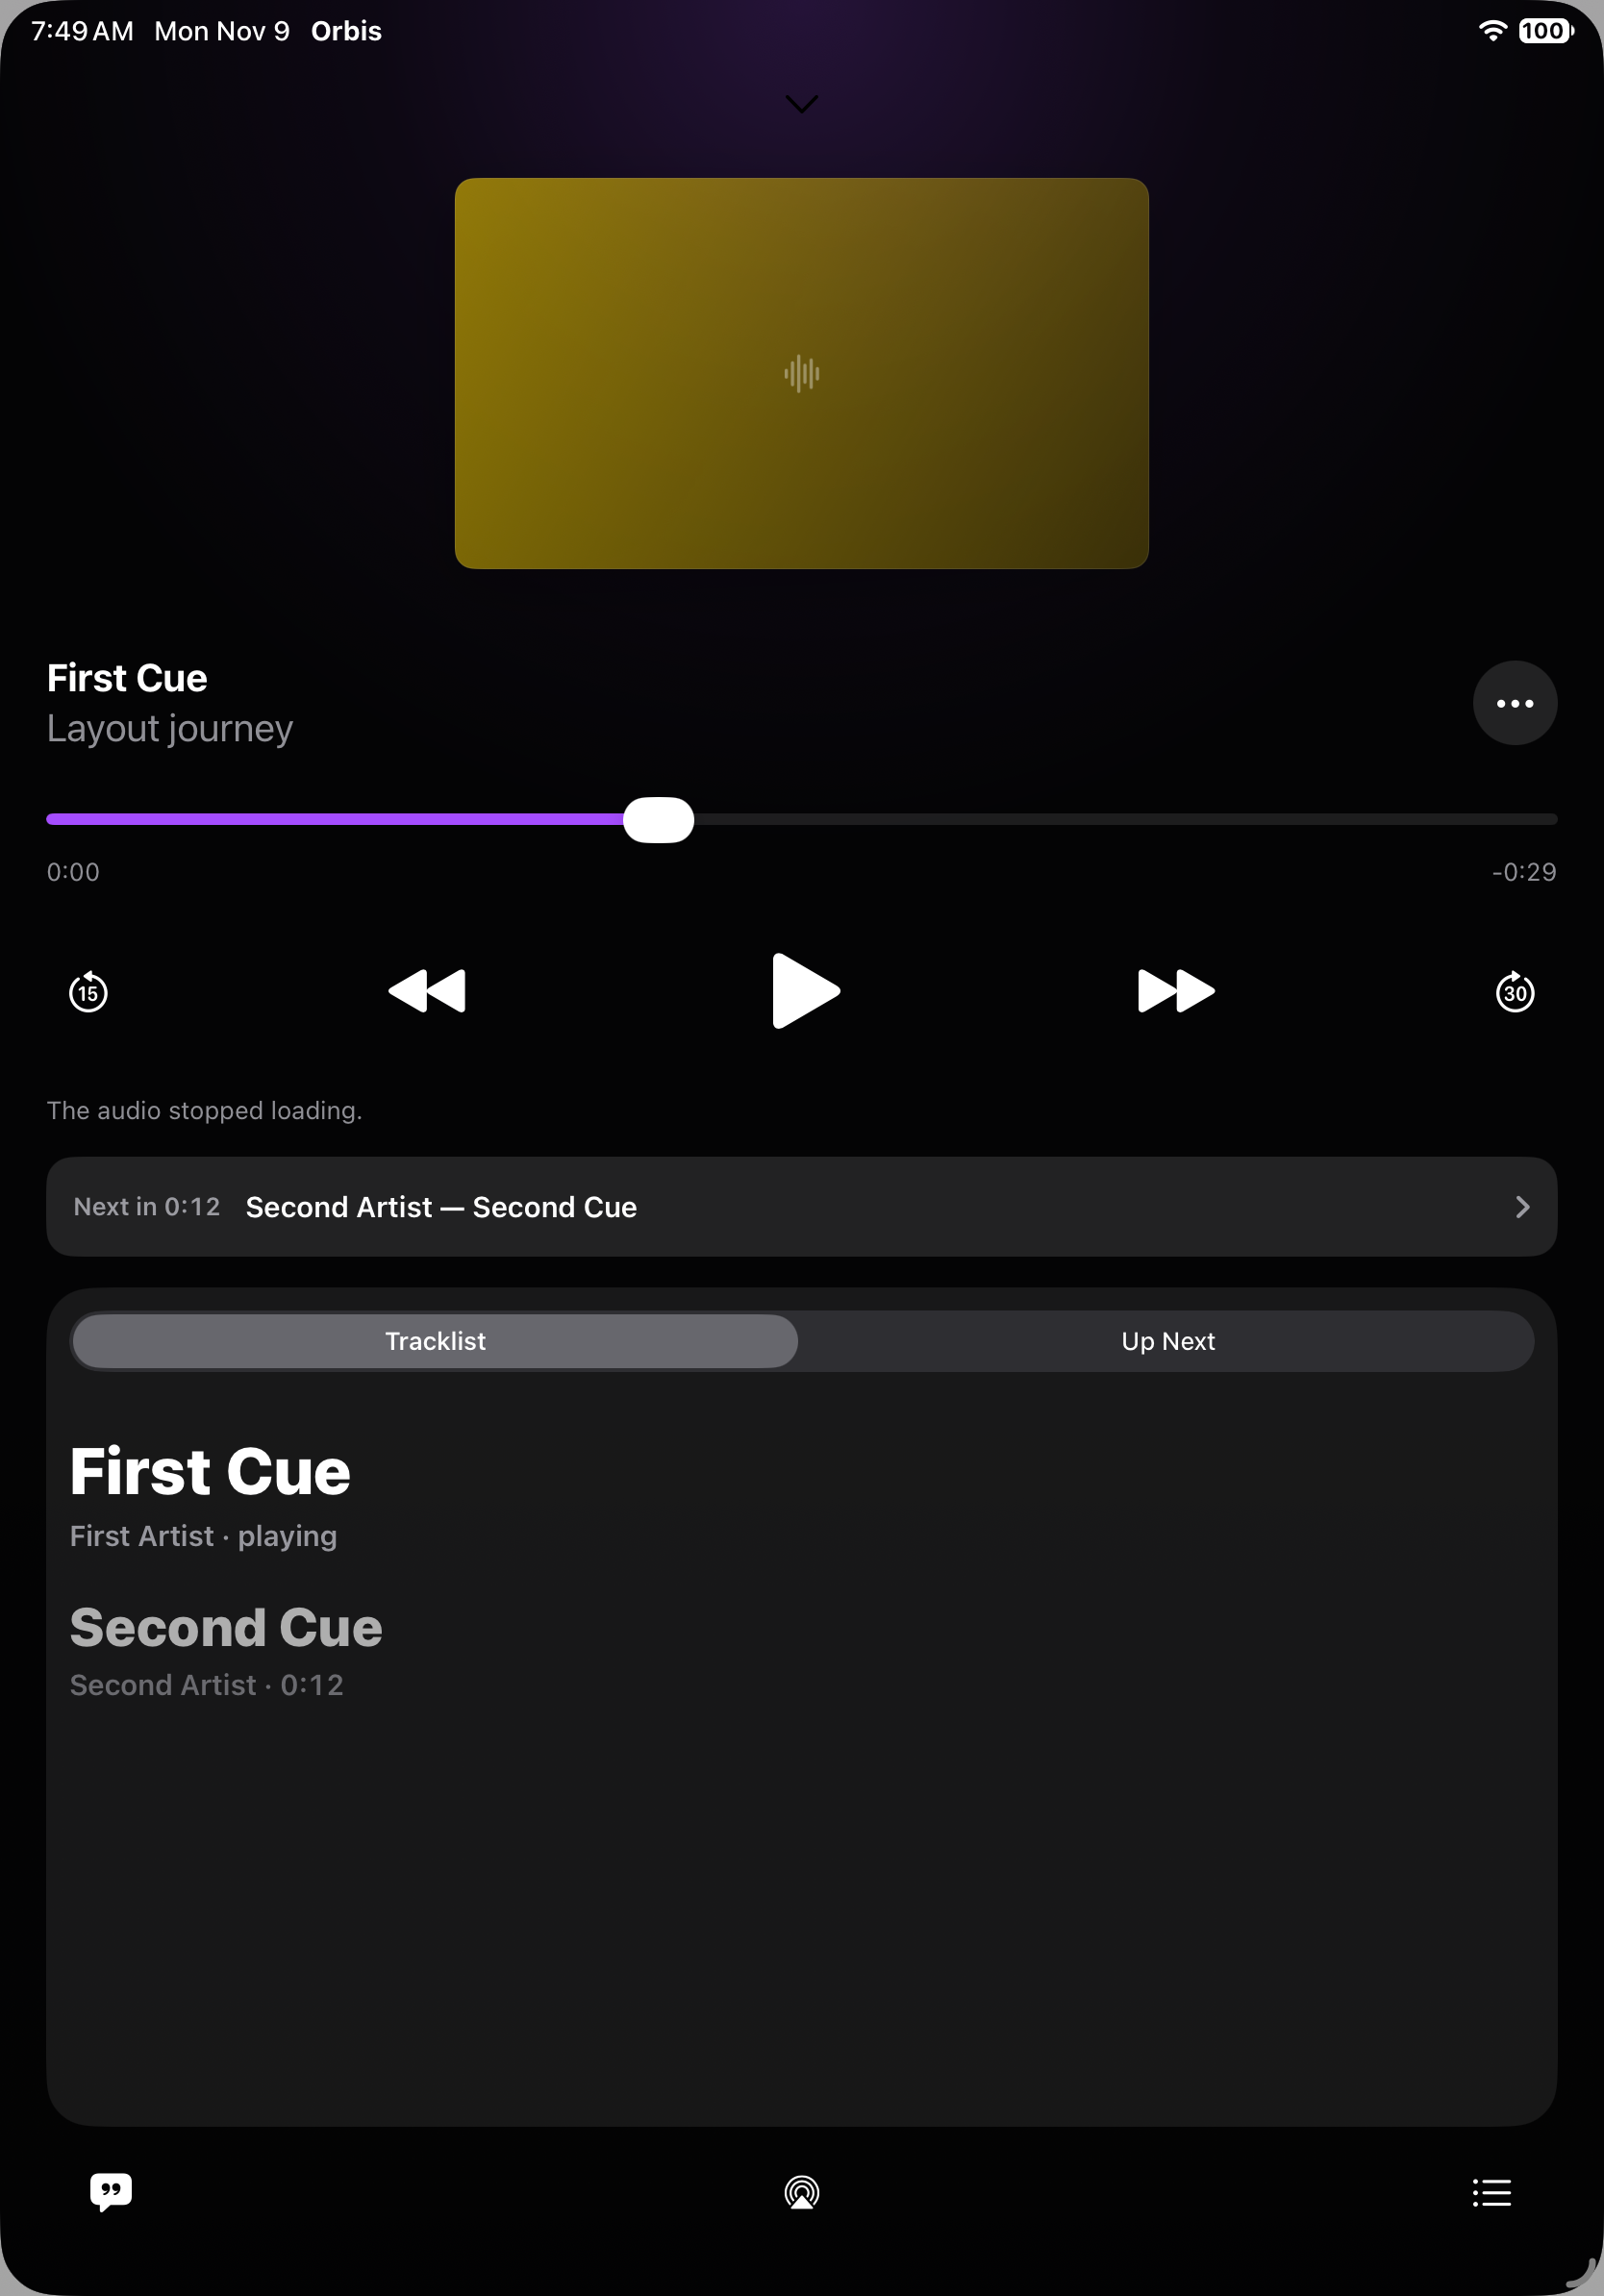 7:49 AM Mon Nov 9 Orbis
100
First Cue
Layout journey
0:00
-0:29
15
30
The audio stopped loading.
Next in 0:12 Second Artist — Second Cue
Tracklist
Up Next
First Cue
First Artist · playing
Second Cue
Second Artist · 0:12